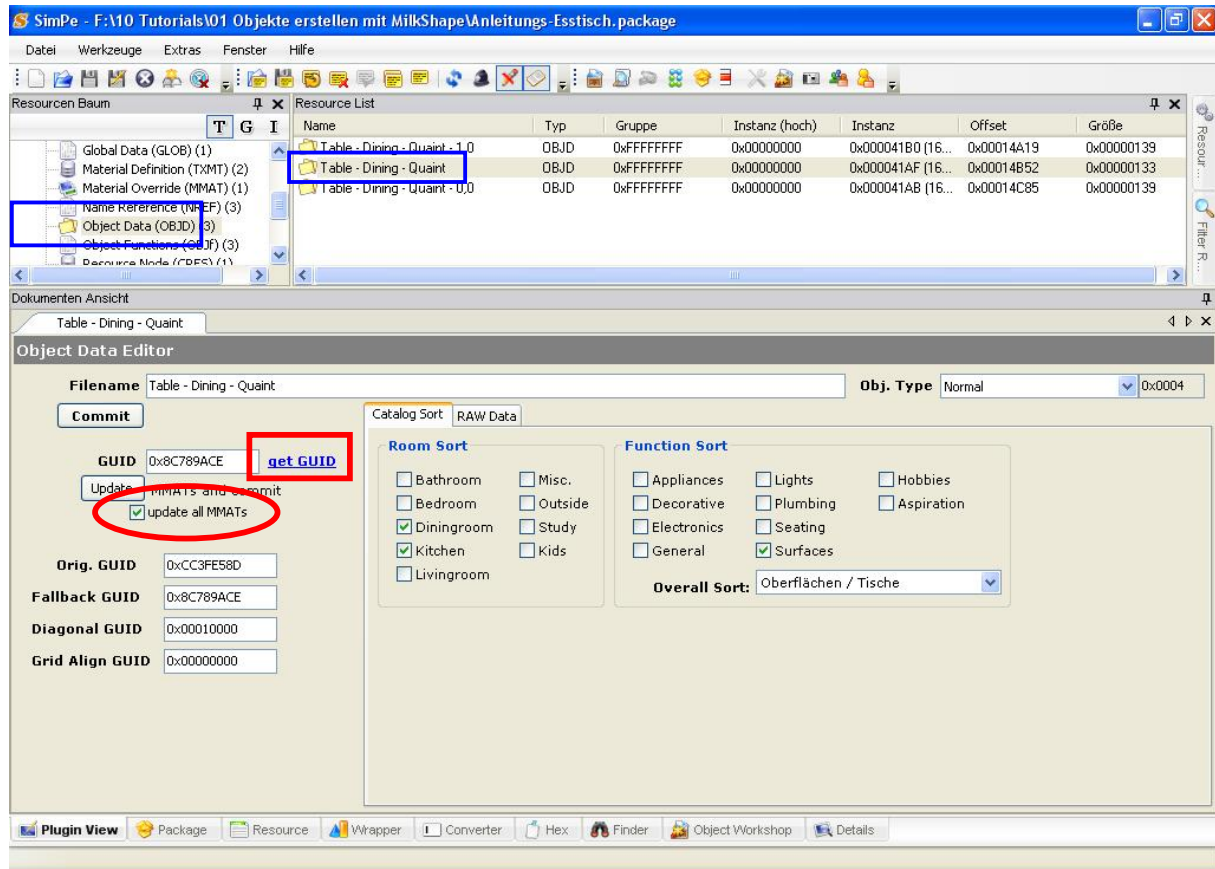 SimPe - F:\10 Tutorials\01 Objekte erstellen mit MilkShape\Anleitungs-Esstisch.package
Datei Werkzeuge Extras Fenster Hilfe
Resourcen Baum
T G I
Global Data (GLOB) (1)
Material Definition (TXMT) (2)
Material Override (MMAT) (1)
Name Reference (NREF) (3)
Object Data (OBJD) (3)
Object Functions (OBJf) (3)
Resource Node (CRES) (1)
Resource List
Name Typ Gruppe Instanz (hoch) Instanz Offset Größe
Table - Dining - Quaint - 1,0 OBJD 0xFFFFFFFF 0x00000000 0x000041B0 (16... 0x00014A19 0x00000139
Table - Dining - Quaint OBJD 0xFFFFFFFF 0x00000000 0x000041AF (16... 0x00014B52 0x00000133
Table - Dining - Quaint - 0,0 OBJD 0xFFFFFFFF 0x00000000 0x000041AB (16... 0x00014C85 0x00000139
Resour...
Filter R...
Dokumenten Ansicht
Table - Dining - Quaint
Object Data Editor
Filename Table - Dining - Quaint Obj. Type Normal 0x0004
Commit
GUID 0x8C789ACE get GUID
Update MMATs and commit
update all MMATs
Orig. GUID 0xCC3FE58D
Fallback GUID 0x8C789ACE
Diagonal GUID 0x00010000
Grid Align GUID 0x00000000
Catalog Sort RAW Data
Room Sort
Bathroom Misc.
Bedroom Outside
Diningroom Study
Kitchen Kids
Livingroom
Function Sort
Appliances Lights Hobbies
Decorative Plumbing Aspiration
Electronics Seating
General Surfaces
Overall Sort: Oberflächen / Tische
Plugin View Package Resource Wrapper Converter Hex Finder Object Workshop Details